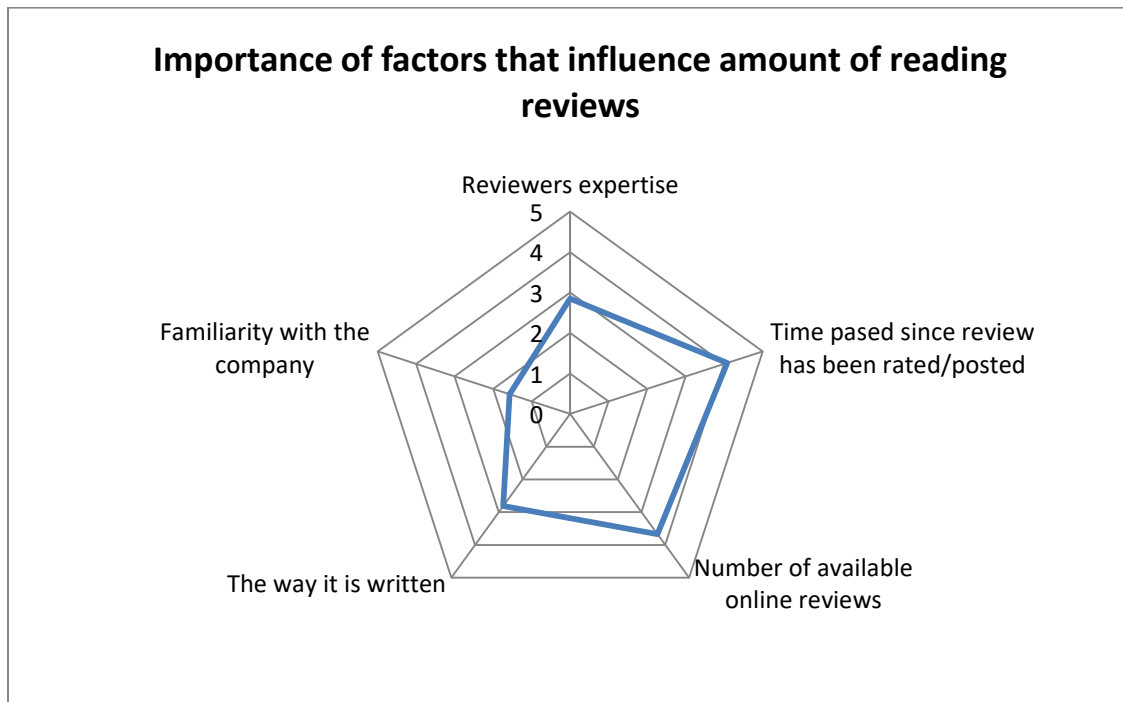 Importance of factors that influence amount of reading
reviews
Reviewers expertise
5
4
3
2
1
0
Familiarity with the
company
Time pased since review
has been rated/posted
The way it is written
Number of available
online reviews